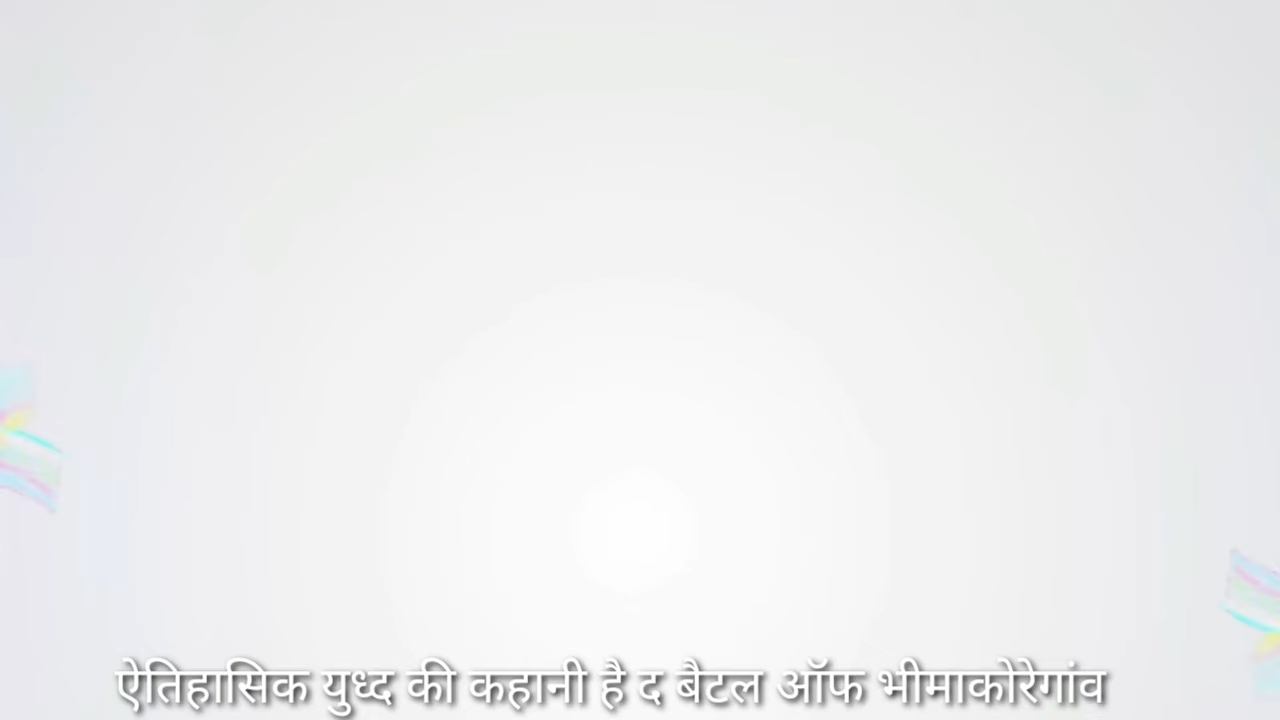 ऐतिहासिक युध्द की कहानी है द बैटल ऑफ भीमाकोरेगांव